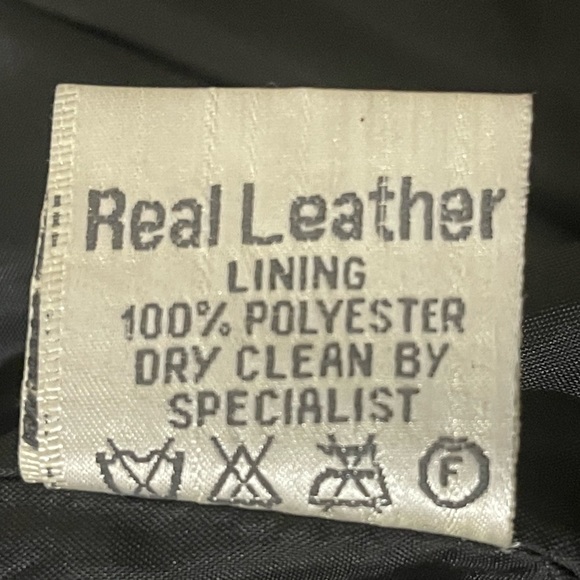 Real Leather
LINING
100% POLYESTER
DRY CLEAN BY
SPECIALIST
F